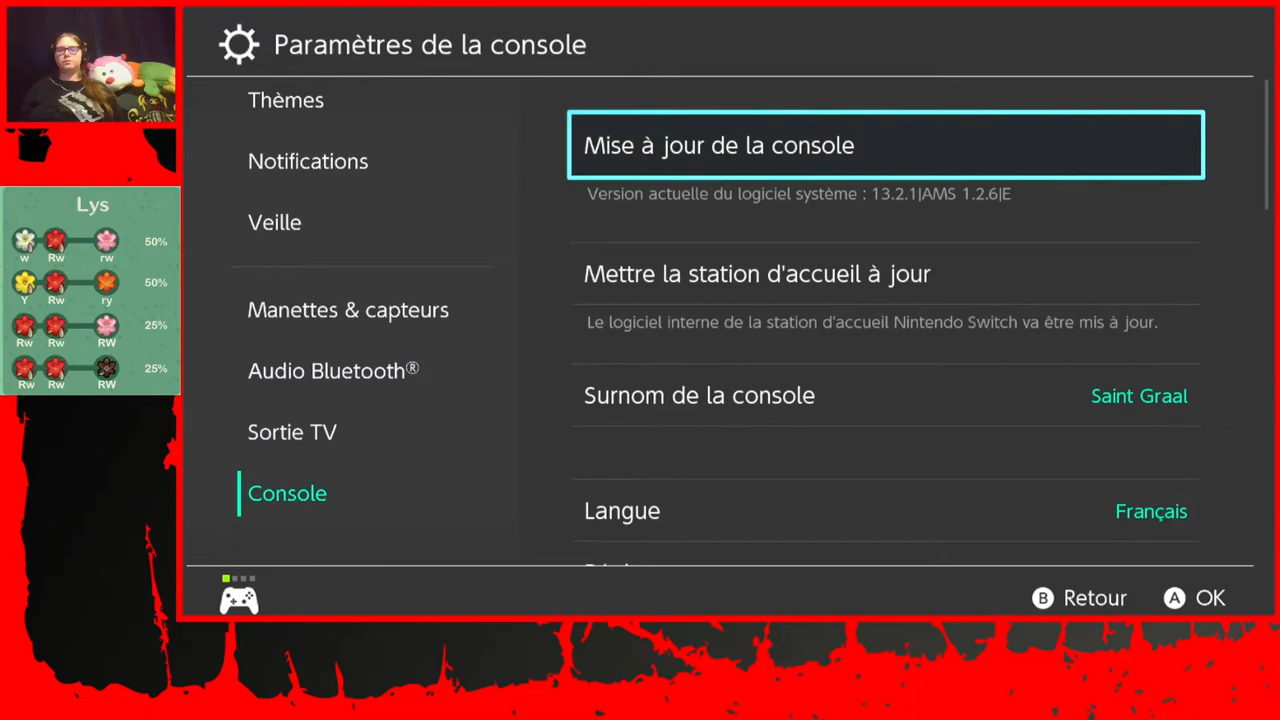 Paramètres de la console
Thèmes
Notifications
Veille
Manettes & capteurs
Audio Bluetooth®
Sortie TV
Console
Mise à jour de la console
Version actuelle du logiciel système : 13.2.1|AMS 1.2.6|E
Mettre la station d'accueil à jour
Le logiciel interne de la station d'accueil Nintendo Switch va être mis à jour.
Surnom de la console Saint Graal
Langue Français
B Retour A OK
Lys
50%
w Rw rw
50%
Y Rw ry
25%
Rw Rw RW
25%
Rw Rw RW